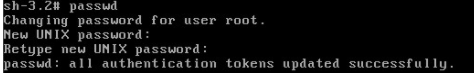 sh-3.2# passwd
Changing password for user root.
New UNIX password:
Retype new UNIX password:
passwd: all authentication tokens updated successfully.